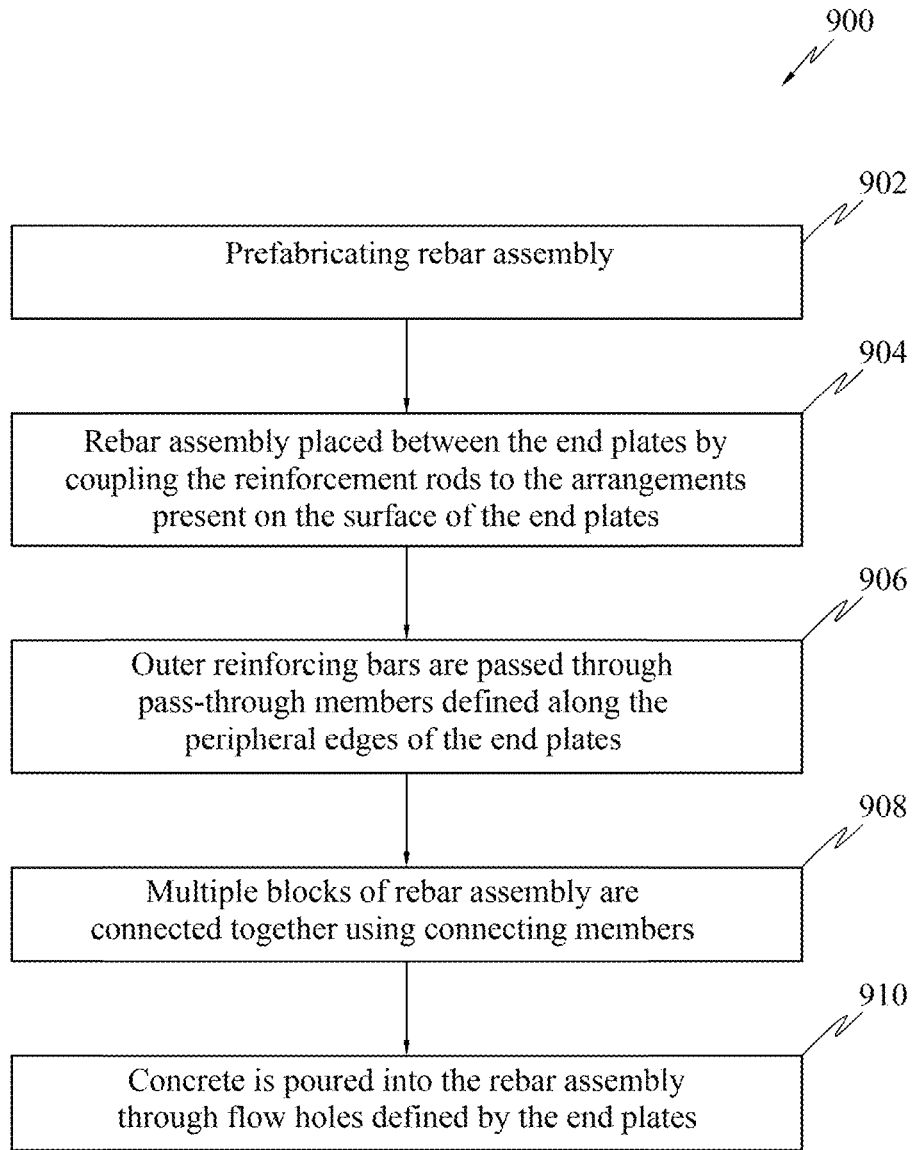 900
902
Prefabricating rebar assembly
904
Rebar assembly placed between the end plates by
coupling the reinforcement rods to the arrangements
present on the surface of the end plates
906
Outer reinforcing bars are passed through
pass-through members defined along the
peripheral edges of the end plates
908
Multiple blocks of rebar assembly are
connected together using connecting members
910
Concrete is poured into the rebar assembly
through flow holes defined by the end plates